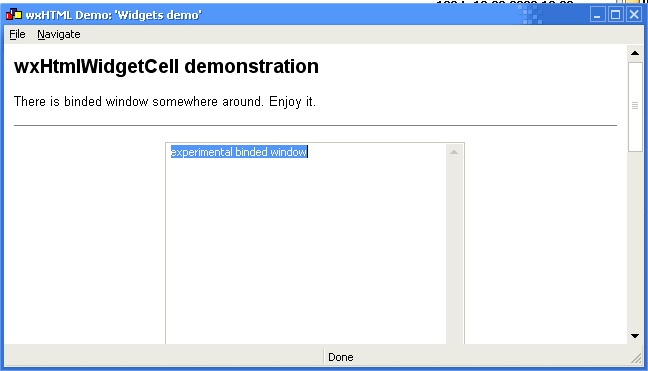 wxHTML Demo: 'Widgets demo'
File Navigate
wxHtmlWidgetCell demonstration
There is binded window somewhere around. Enjoy it.
experimental binded window
Done